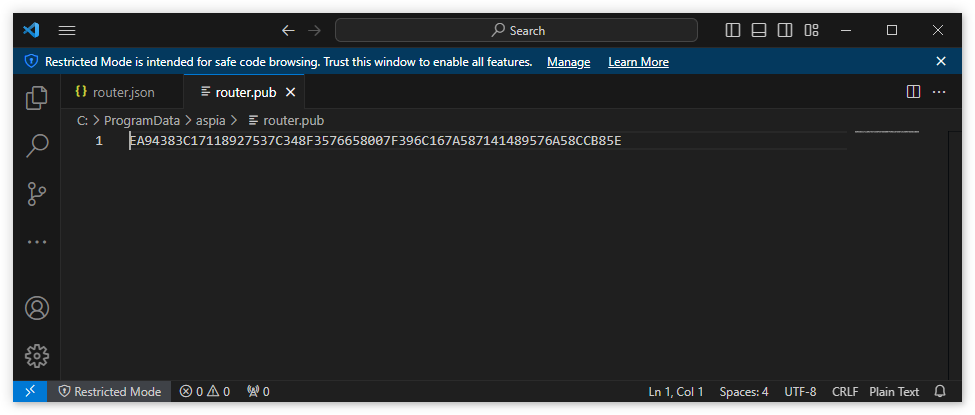 Search
Restricted Mode is intended for safe code browsing. Trust this window to enable all features. Manage Learn More
router.json router.pub
C: > ProgramData > aspia > router.pub
1 EA94383C17118927537C348F3576658007F396C167A587141489576A58CCB85E
Restricted Mode 0 0 0 Ln 1, Col 1 Spaces: 4 UTF-8 CRLF Plain Text